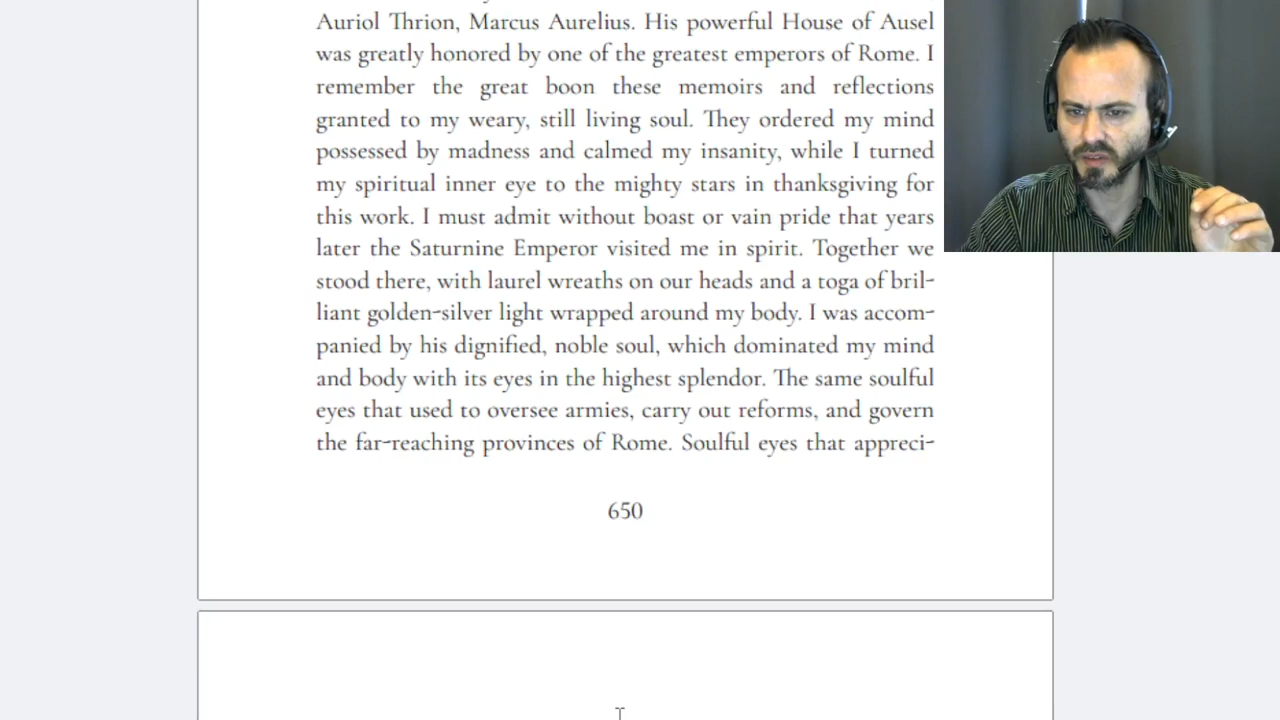 Auriol Thrion, Marcus Aurelius. His powerful House of Ausel
was greatly honored by one of the greatest emperors of Rome. I
remember the great boon these memoirs and reflections
granted to my weary, still living soul. They ordered my mind
possessed by madness and calmed my insanity, while I turned
my spiritual inner eye to the mighty stars in thanksgiving for
this work. I must admit without boast or vain pride that years
later the Saturnine Emperor visited me in spirit. Together we
stood there, with laurel wreaths on our heads and a toga of bril-
liant golden-silver light wrapped around my body. I was accom-
panied by his dignified, noble soul, which dominated my mind
and body with its eyes in the highest splendor. The same soulful
eyes that used to oversee armies, carry out reforms, and govern
the far-reaching provinces of Rome. Soulful eyes that appreci-
650